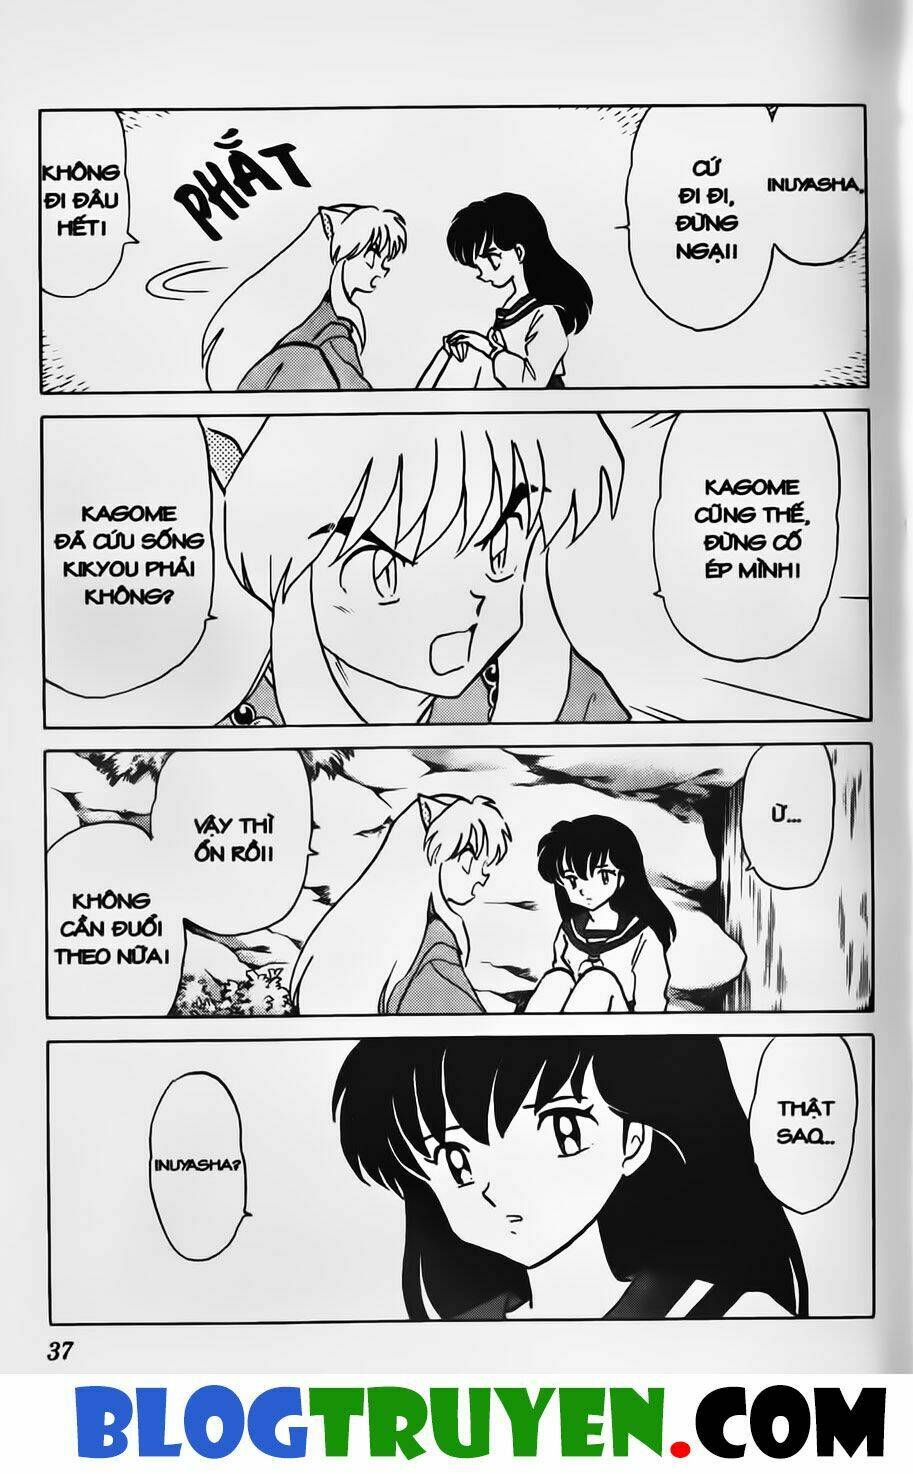 INUYASHA,
CỨ
ĐI ĐI,
ĐỪNG
NGẠI!
PHẮT
KHÔNG
ĐI ĐÂU
HẾT!
KAGOME
CŨNG THẾ,
ĐỪNG CỐ
ÉP MÌNH!
KAGOME
ĐÃ CỨU SỐNG
KIKYOU PHẢI
KHÔNG?
Ừ...
VẬY THÌ
ỔN RỒI!
KHÔNG
CẦN ĐUỔI
THEO NỮA!
THẬT
SAO...
INUYASHA?
37
BLOGTRUYEN.COM